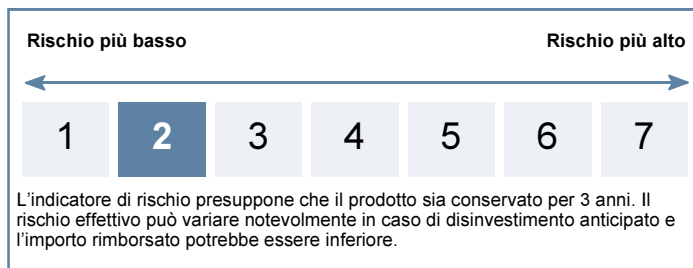 Rischio più basso Rischio più alto
1 2 3 4 5 6 7
L'indicatore di rischio presuppone che il prodotto sia conservato per 3 anni. Il
rischio effettivo può variare notevolmente in caso di disinvestimento anticipato e
l'importo rimborsato potrebbe essere inferiore.